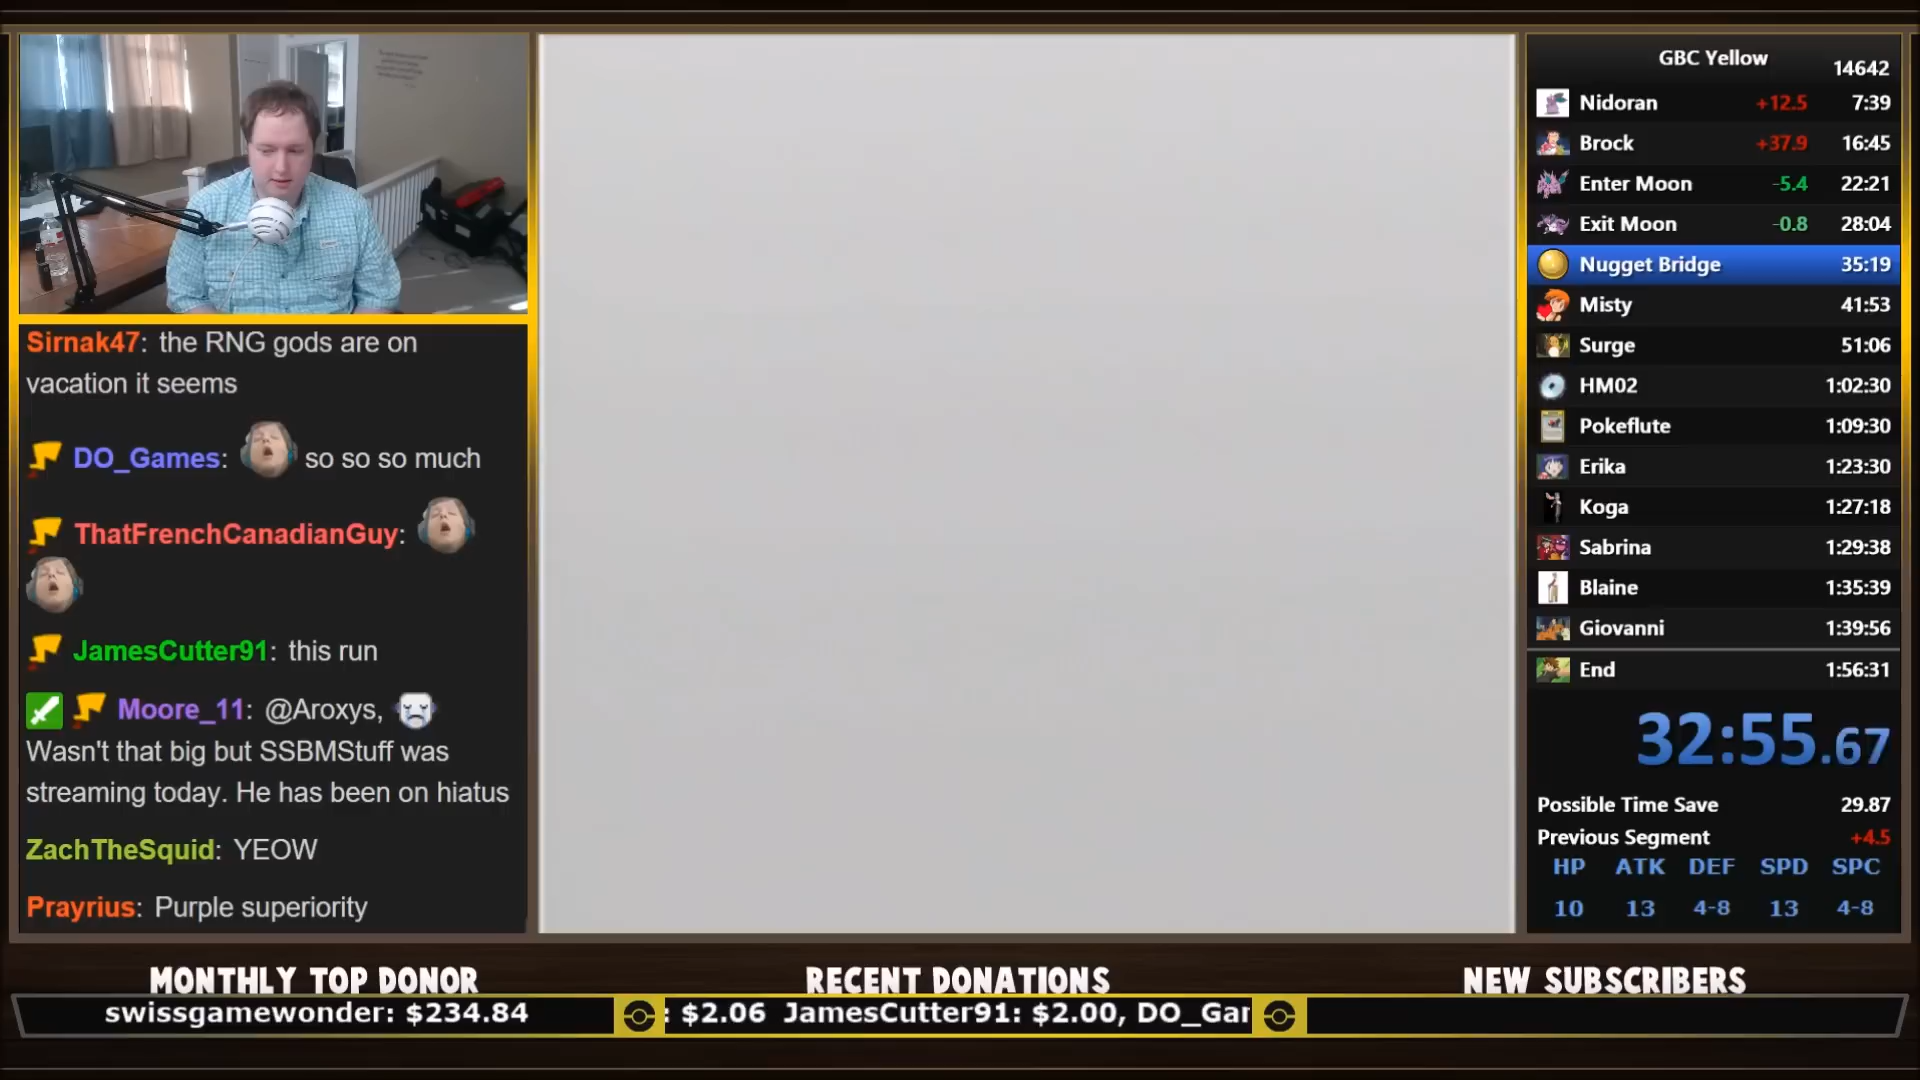 Sirnak47: the RNG gods are on
vacation it seems
DO_Games: so so so much
ThatFrenchCanadianGuy:
JamesCutter91: this run
Moore_11: @Aroxys,
Wasn't that big but SSBMStuff was
streaming today. He has been on hiatus
ZachTheSquid: YEOW
Prayrius: Purple superiority
GBC Yellow 14642
Nidoran +12.5 7:39
Brock +37.9 16:45
Enter Moon -5.4 22:21
Exit Moon -0.8 28:04
Nugget Bridge 35:19
Misty 41:53
Surge 51:06
HM02 1:02:30
Pokeflute 1:09:30
Erika 1:23:30
Koga 1:27:18
Sabrina 1:29:38
Blaine 1:35:39
Giovanni 1:39:56
End 1:56:31
32:55.67
Possible Time Save 29.87
Previous Segment +4.5
HP ATK DEF SPD SPC
10 13 4-8 13 4-8
MONTHLY TOP DONOR
swissgamewonder: $234.84
RECENT DONATIONS
: $2.06 JamesCutter91: $2.00, DO_Gar
NEW SUBSCRIBERS